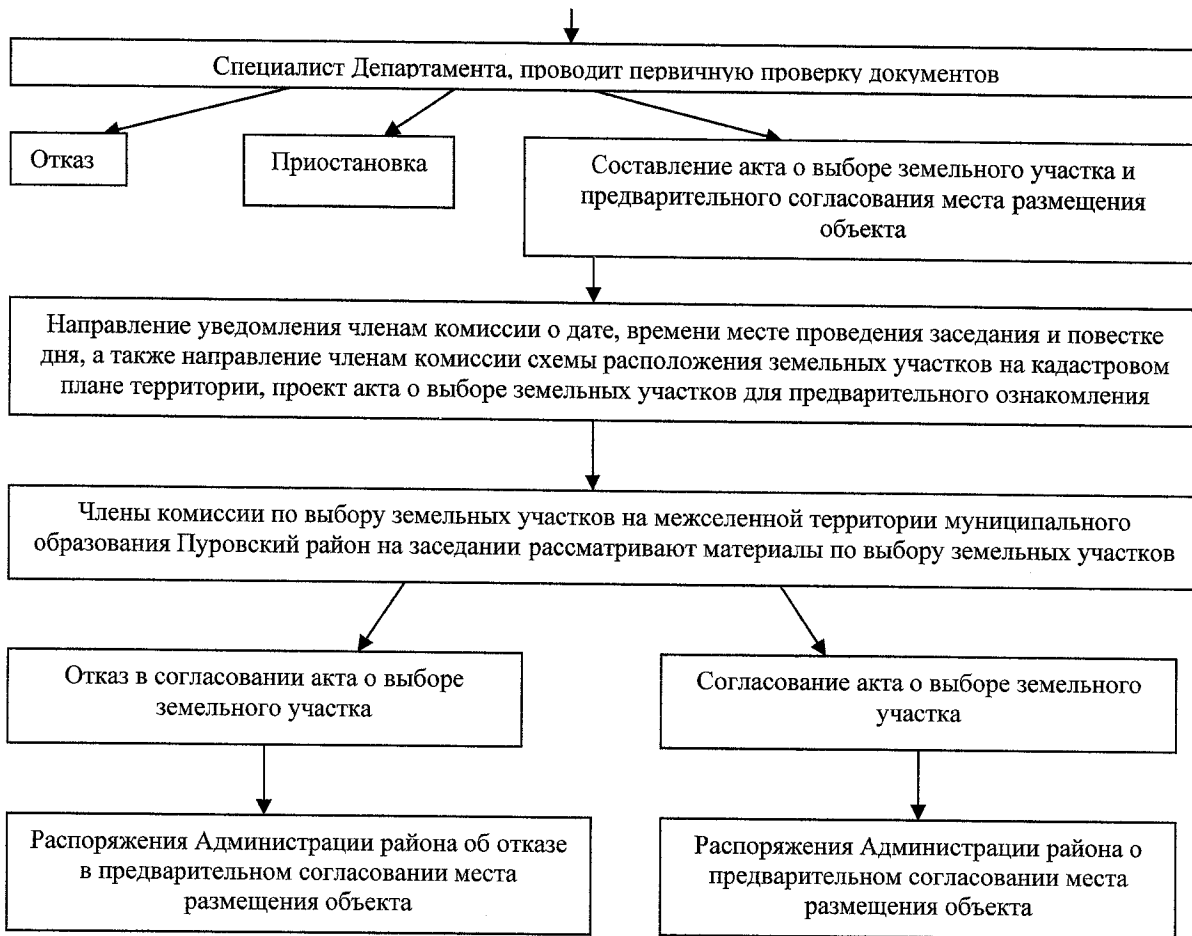 Специалист Департамента, проводит первичную проверку документов
Отказ
Приостановка
Составление акта о выборе земельного участка и
предварительного согласования места размещения
объекта
Направление уведомления членам комиссии о дате, времени месте проведения заседания и повестке
дня, а также направление членам комиссии схемы расположения земельных участков на кадастровом
плане территории, проект акта о выборе земельных участков для предварительного ознакомления
Члены комиссии по выбору земельных участков на межселенной территории муниципального
образования Пуровский район на заседании рассматривают материалы по выбору земельных участков
Отказ в согласовании акта о выборе
земельного участка
Согласование акта о выборе земельного
участка
Распоряжения Администрации района об отказе
в предварительном согласовании места
размещения объекта
Распоряжения Администрации района о
предварительном согласовании места
размещения объекта